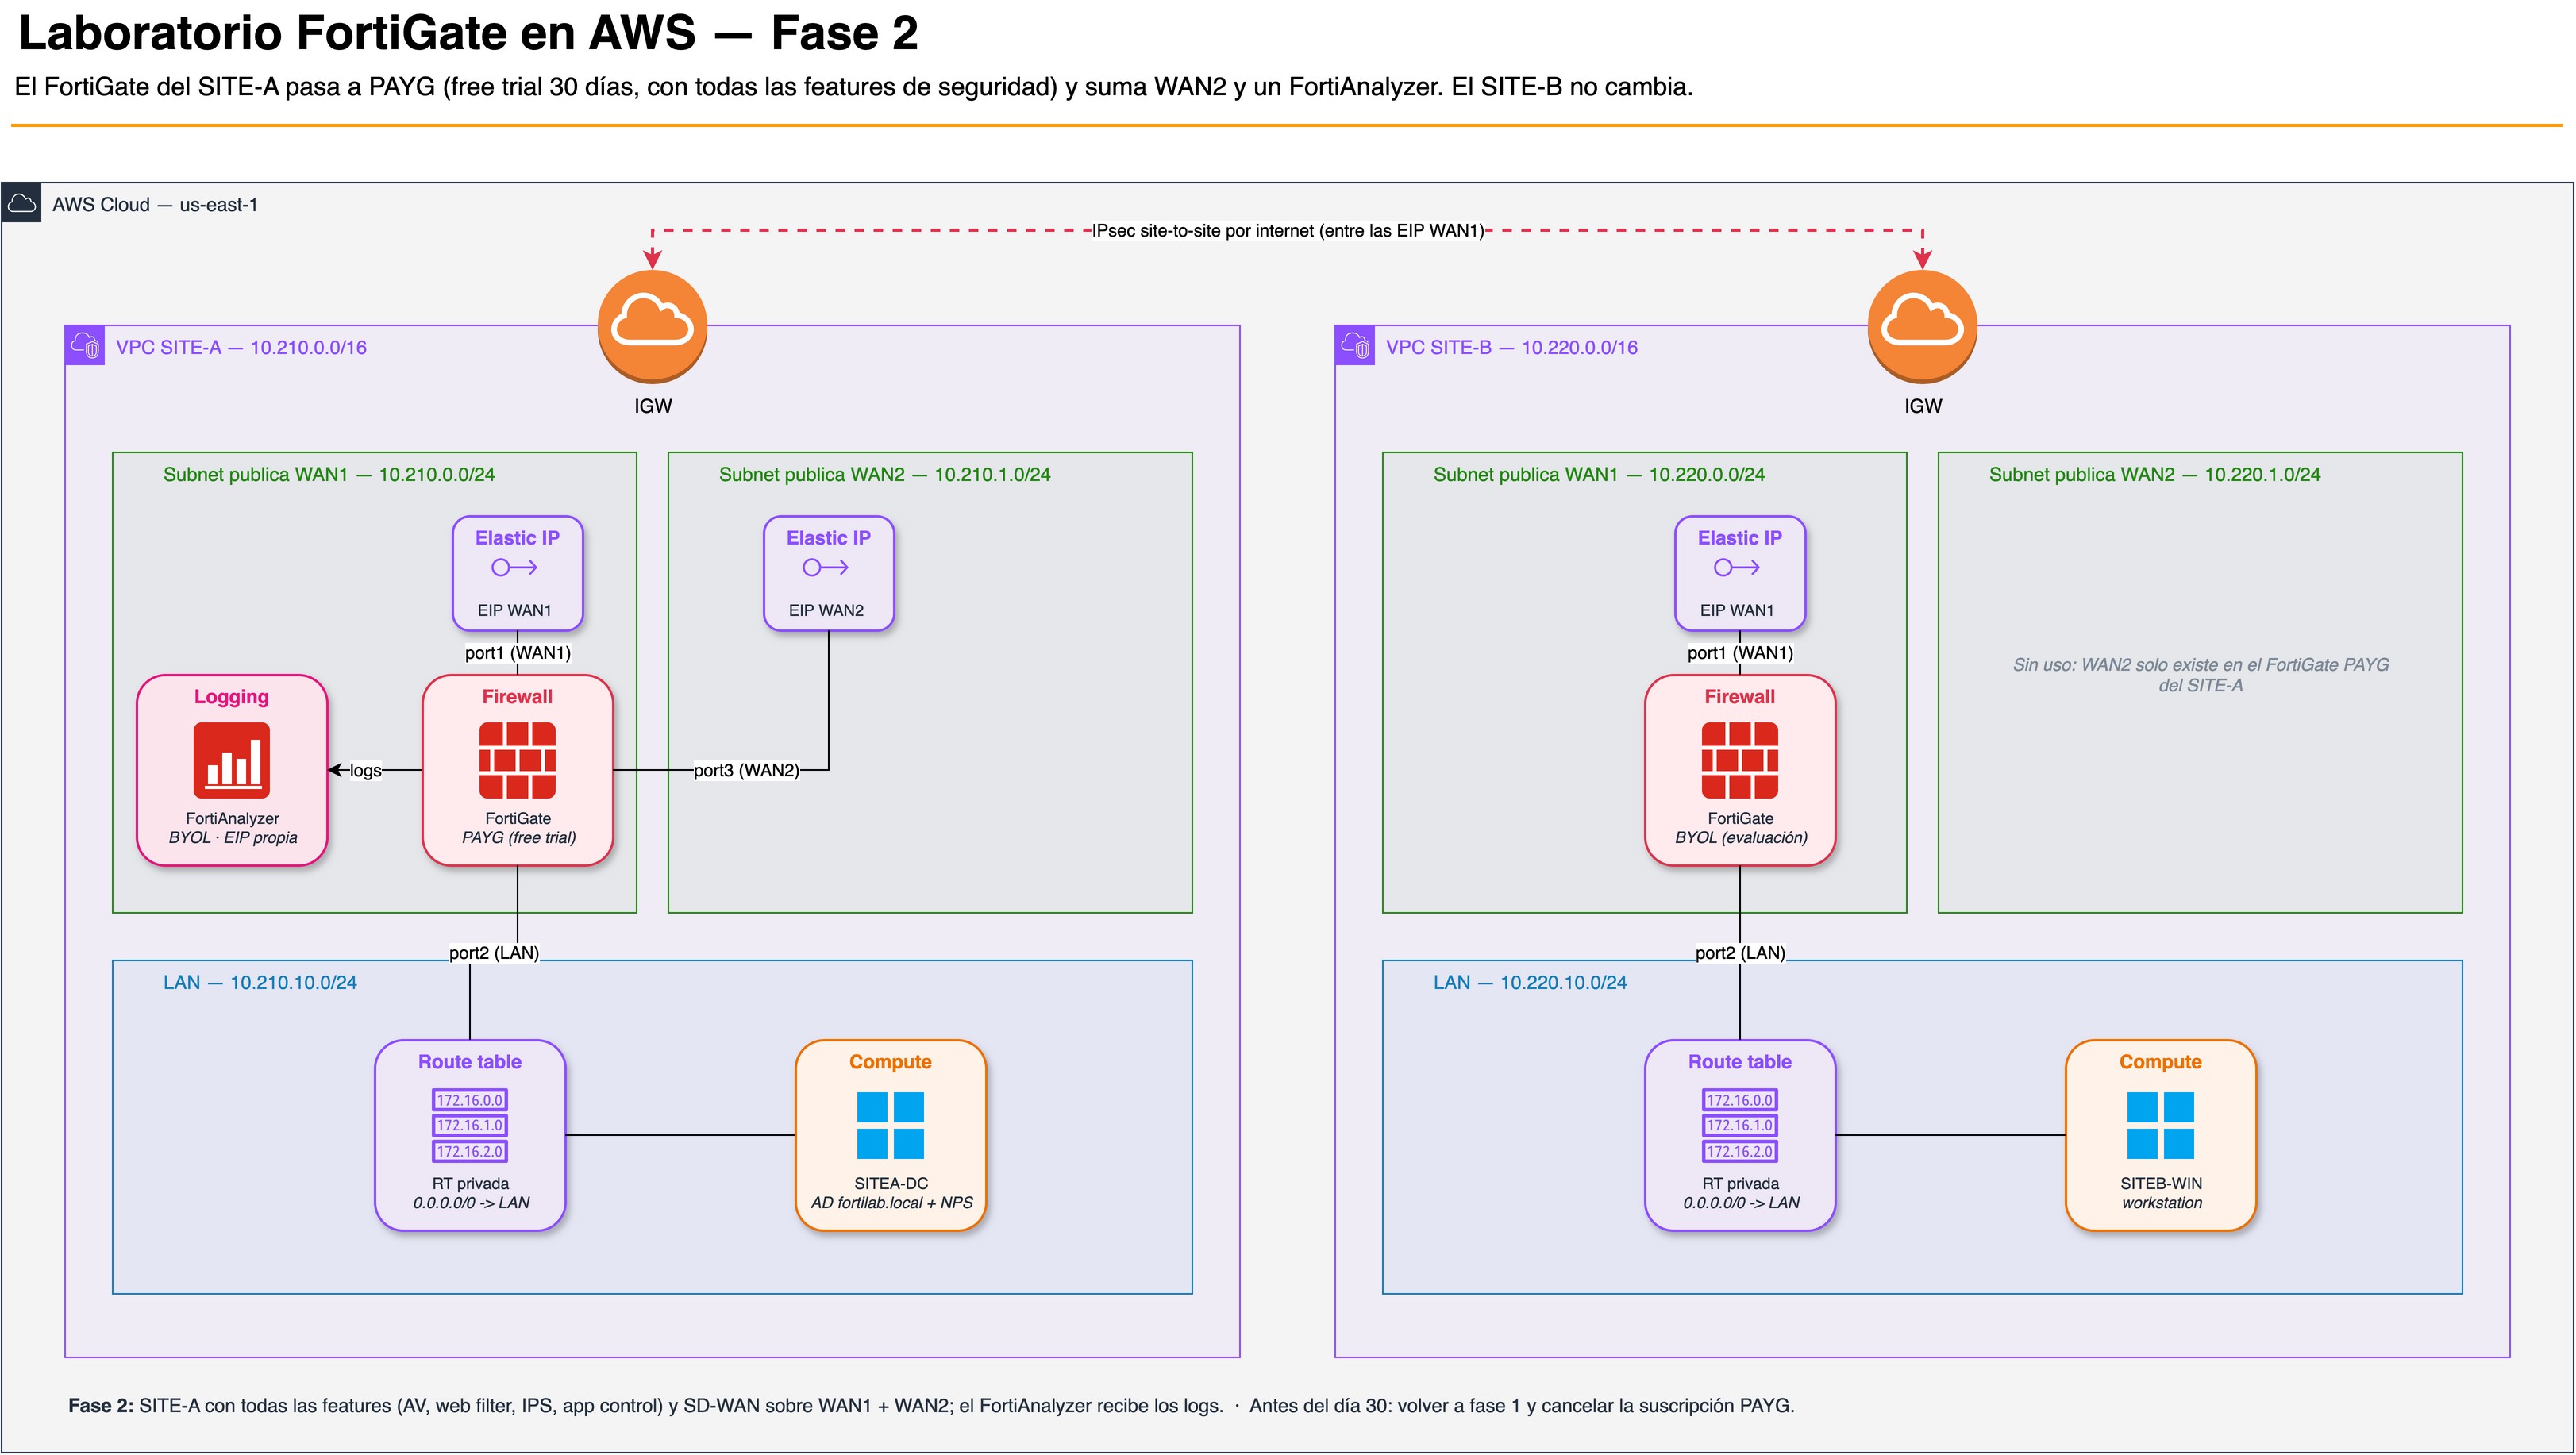 Laboratorio FortiGate en AWS — Fase 2
El FortiGate del SITE-A pasa a PAYG (free trial 30 días, con todas las features de seguridad) y suma WAN2 y un FortiAnalyzer. El SITE-B no cambia.
AWS Cloud — us-east-1
IPsec site-to-site por internet (entre las EIP WAN1)
VPC SITE-A — 10.210.0.0/16
IGW
Subnet publica WAN1 — 10.210.0.0/24
Subnet publica WAN2 — 10.210.1.0/24
Elastic IP
EIP WAN1
Elastic IP
EIP WAN2
port1 (WAN1)
Logging
FortiAnalyzer
BYOL · EIP propia
logs
Firewall
FortiGate
PAYG (free trial)
port3 (WAN2)
port2 (LAN)
LAN — 10.210.10.0/24
Route table
172.16.0.0
172.16.1.0
172.16.2.0
RT privada
0.0.0.0/0 -> LAN
Compute
SITEA-DC
AD fortilab.local + NPS
VPC SITE-B — 10.220.0.0/16
IGW
Subnet publica WAN1 — 10.220.0.0/24
Subnet publica WAN2 — 10.220.1.0/24
Elastic IP
EIP WAN1
port1 (WAN1)
Firewall
FortiGate
BYOL (evaluación)
Sin uso: WAN2 solo existe en el FortiGate PAYG
del SITE-A
port2 (LAN)
LAN — 10.220.10.0/24
Route table
172.16.0.0
172.16.1.0
172.16.2.0
RT privada
0.0.0.0/0 -> LAN
Compute
SITEB-WIN
workstation
Fase 2: SITE-A con todas las features (AV, web filter, IPS, app control) y SD-WAN sobre WAN1 + WAN2; el FortiAnalyzer recibe los logs. · Antes del día 30: volver a fase 1 y cancelar la suscripción PAYG.